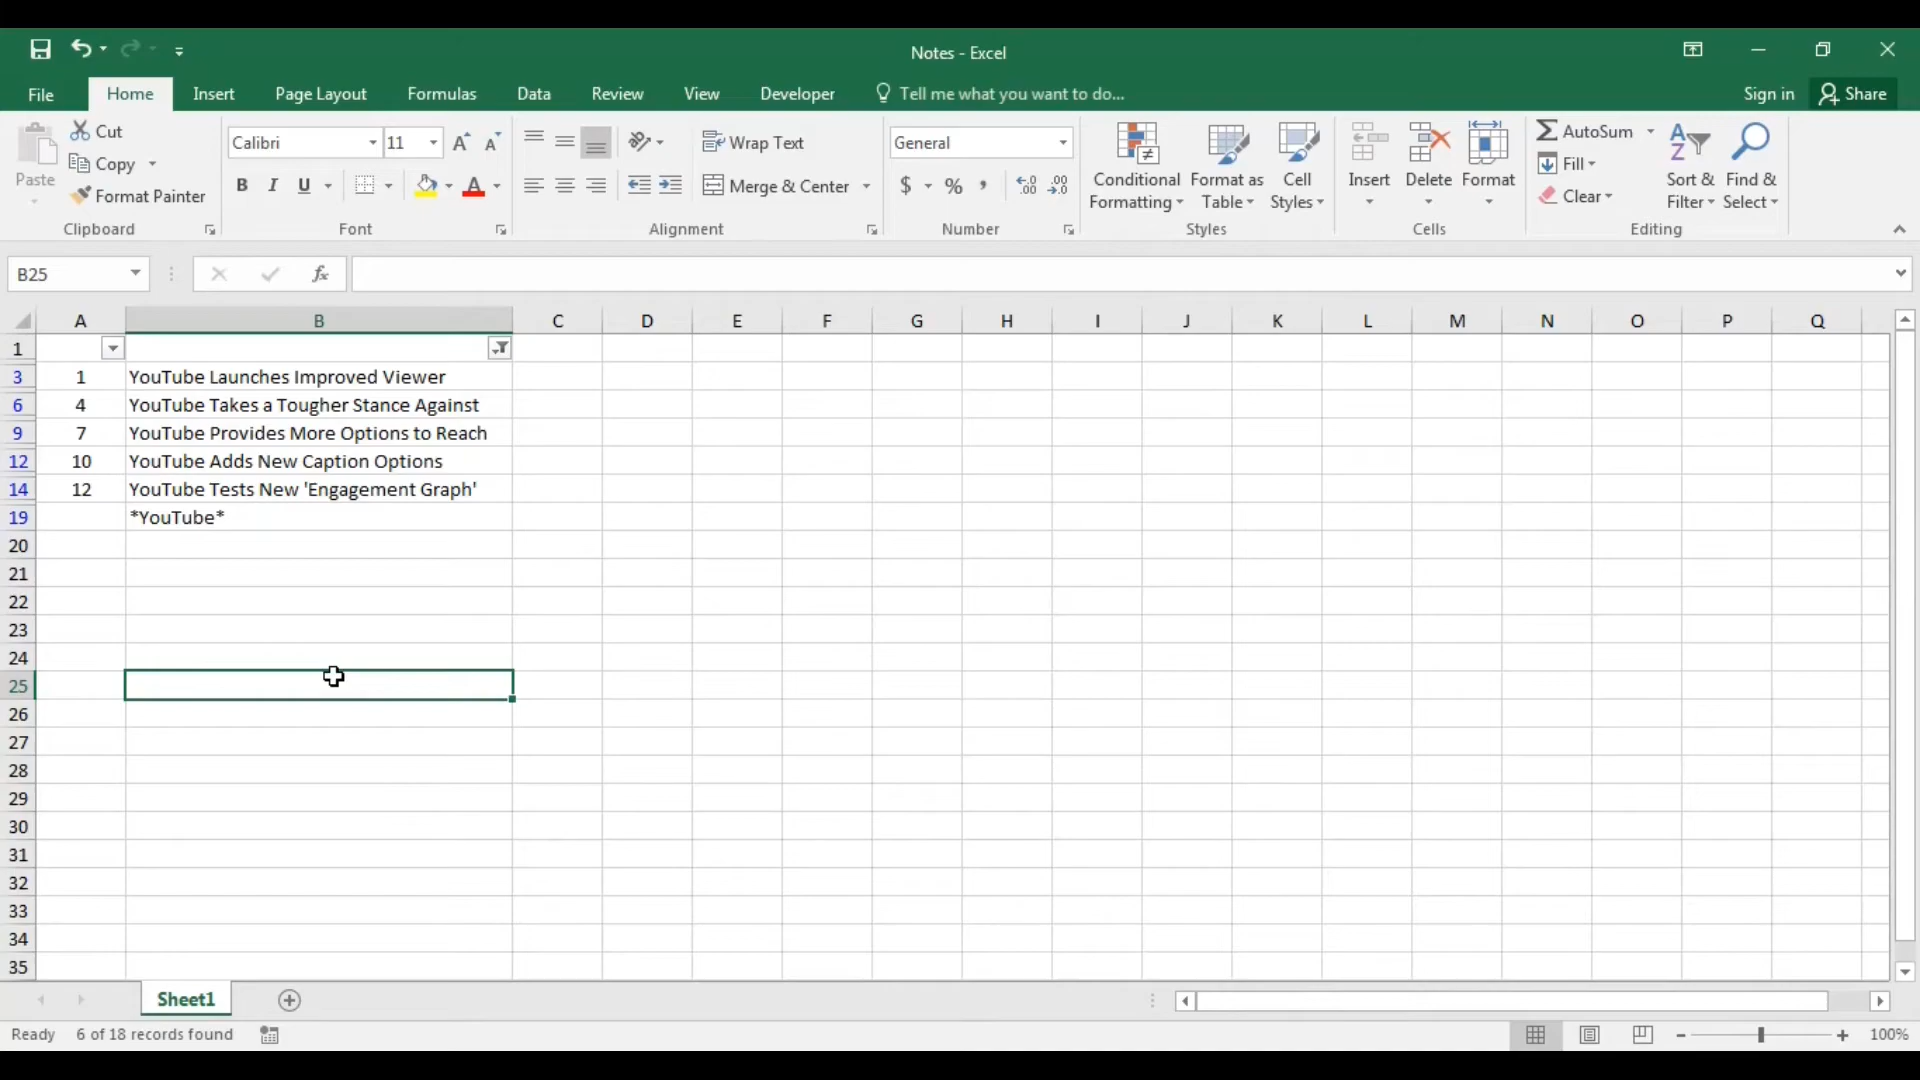 Notes - Excel
File Home Insert Page Layout Formulas Data Review View Developer Tell me what you want to do... Sign in Share
Paste Cut Copy Format Painter Clipboard
Calibri 11 A A B I U A Font
Wrap Text Merge & Center Alignment
General $ % , .00 .0 Number
Conditional Formatting Format as Table Cell Styles Styles
Insert Delete Format Cells
AutoSum Fill Clear Sort & Filter Find & Select Editing
B25 fx
A B C D E F G H I J K L M N O P Q
1
3 1 YouTube Launches Improved Viewer
6 4 YouTube Takes a Tougher Stance Against
9 7 YouTube Provides More Options to Reach
12 10 YouTube Adds New Caption Options
14 12 YouTube Tests New 'Engagement Graph'
19 *YouTube*
20
21
22
23
24
25
26
27
28
29
30
31
32
33
34
35
Sheet1
Ready 6 of 18 records found 100%